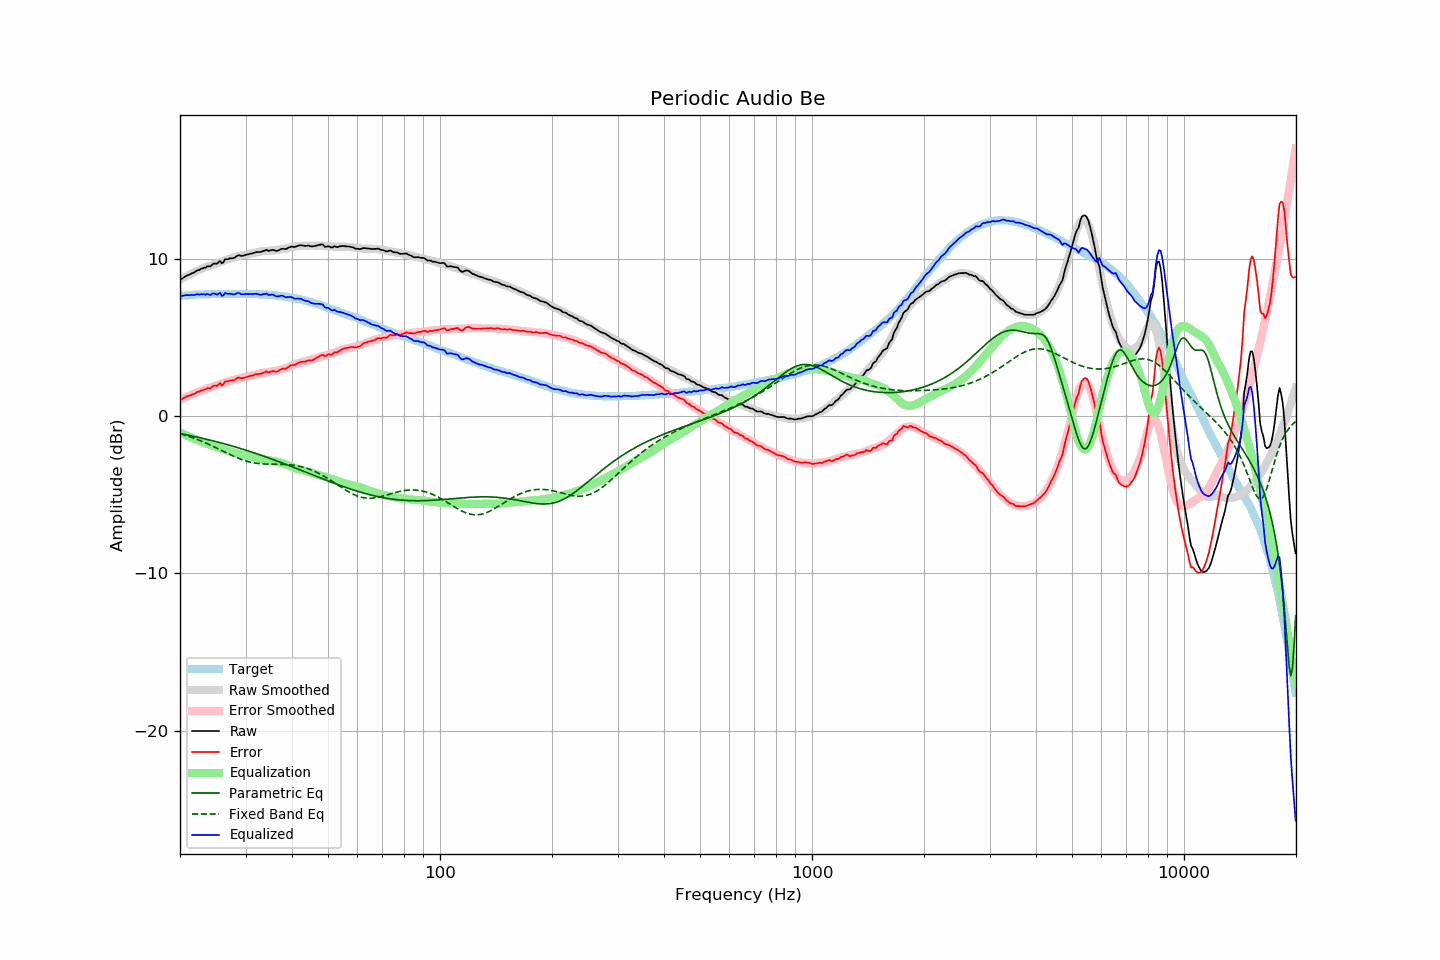 Periodic Audio Be
Amplitude (dBr)
10
0
−10
−20
Target
Raw Smoothed
Error Smoothed
Raw
Error
Equalization
Parametric Eq
Fixed Band Eq
Equalized
100
1000
10000
Frequency (Hz)